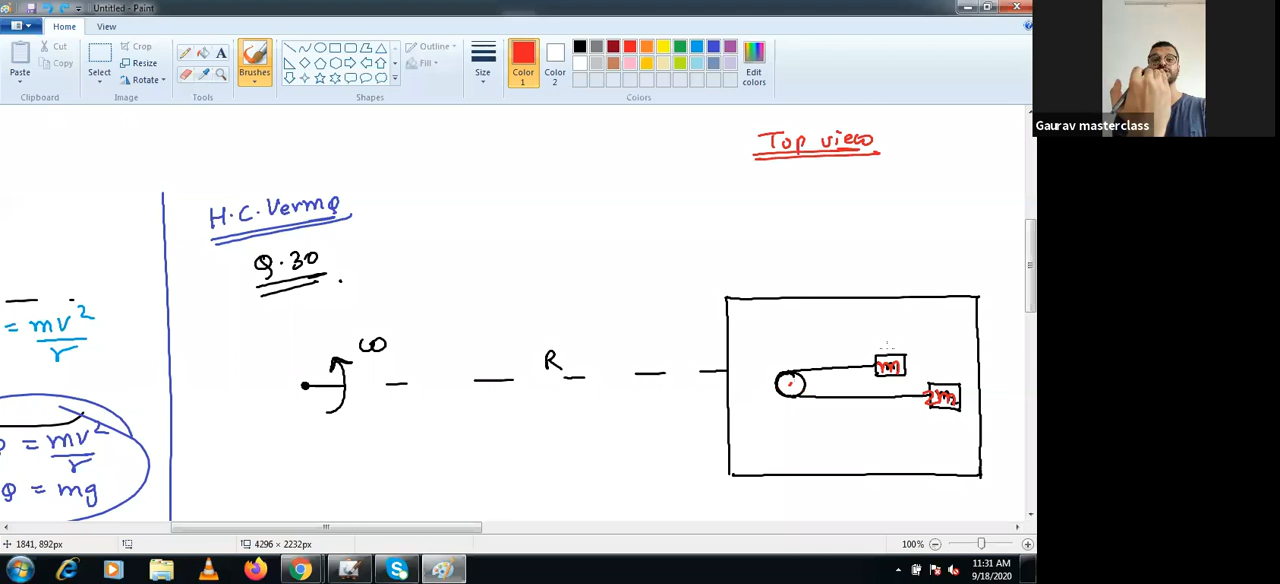 Untitled - Paint
Home View
Paste
Cut
Copy
Clipboard
Select
Crop
Resize
Rotate
Image
A
Tools
Brushes
Outline
Fill
Shapes
Size
Color 1
Color 2
Edit colors
Colors
Gaurav masterclass
Top view
H.C.Verma
Q.30
ω
R
m
2m
= mv²
r
= mv²
r
= mg
1841, 892px
4296 × 2232px
100%
11:31 AM
9/18/2020